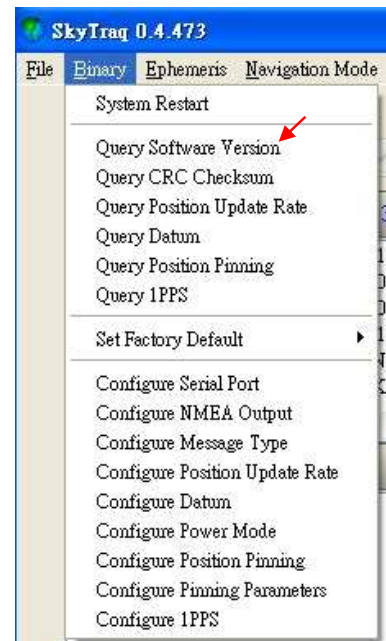 SkyTraq 0.4.473
File Binary Ephemeris Navigation Mode
System Restart
Query Software Version
Query CRC Checksum
Query Position Update Rate
Query Datum
Query Position Pinning
Query 1PPS
Set Factory Default
Configure Serial Port
Configure NMEA Output
Configure Message Type
Configure Position Update Rate
Configure Datum
Configure Power Mode
Configure Position Pinning
Configure Pinning Parameters
Configure 1PPS